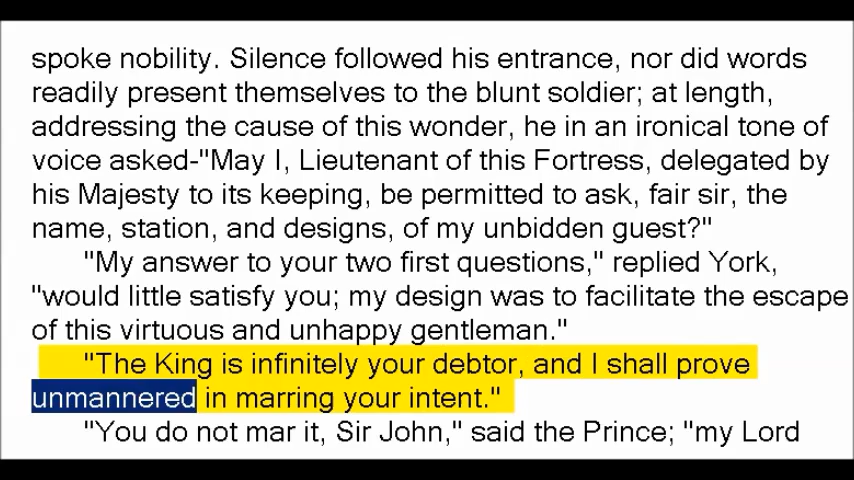 spoke nobility. Silence followed his entrance, nor did words
readily present themselves to the blunt soldier; at length,
addressing the cause of this wonder, he in an ironical tone of
voice asked-"May I, Lieutenant of this Fortress, delegated by
his Majesty to its keeping, be permitted to ask, fair sir, the
name, station, and designs, of my unbidden guest?"
"My answer to your two first questions," replied York,
"would little satisfy you; my design was to facilitate the escape
of this virtuous and unhappy gentleman."
"The King is infinitely your debtor, and I shall prove
unmannered in marring your intent."
"You do not mar it, Sir John," said the Prince; "my Lord